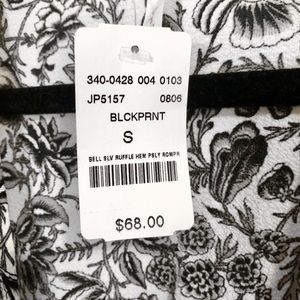 340-0428 004 0103
JP5157 0806
BLCKPRNT
S
BELL SLV RUFFLE HEM PSLY ROMPR
$68.00